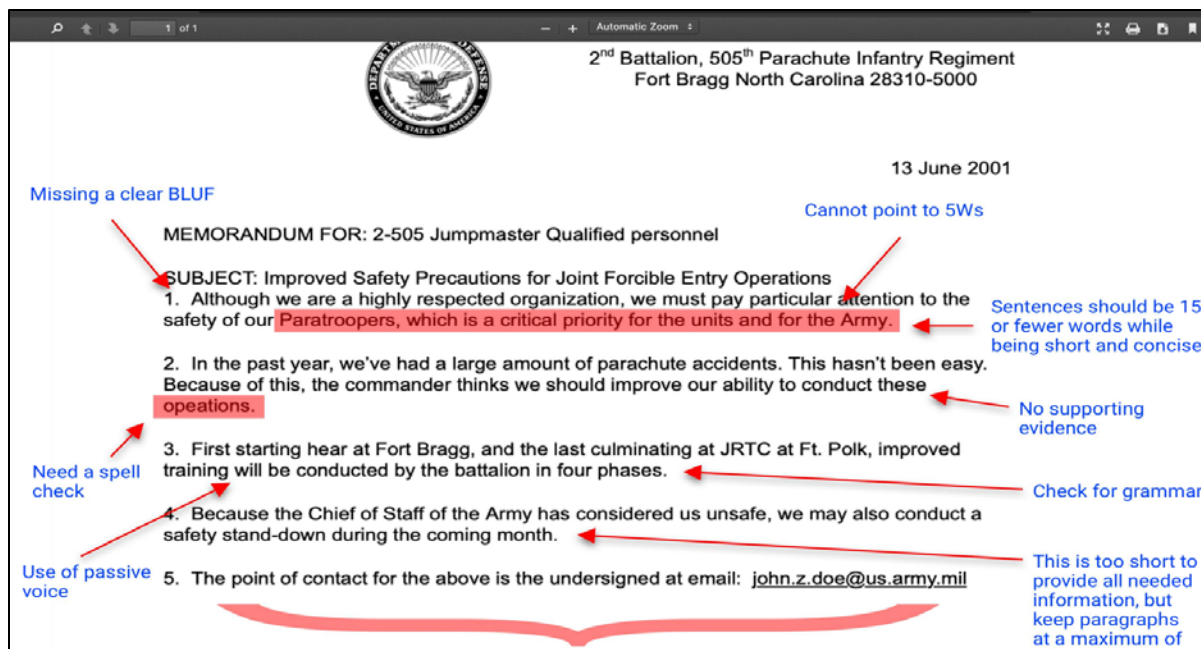 1 of 1
Automatic Zoom
DEPARTMENT OF DEFENSE
UNITED STATES OF AMERICA
2nd Battalion, 505th Parachute Infantry Regiment
Fort Bragg North Carolina 28310-5000
13 June 2001
Missing a clear BLUF
Cannot point to 5Ws
MEMORANDUM FOR: 2-505 Jumpmaster Qualified personnel
SUBJECT: Improved Safety Precautions for Joint Forcible Entry Operations
1. Although we are a highly respected organization, we must pay particular attention to the
safety of our Paratroopers, which is a critical priority for the units and for the Army.
Sentences should be 15
or fewer words while
being short and concise
2. In the past year, we've had a large amount of parachute accidents. This hasn't been easy.
Because of this, the commander thinks we should improve our ability to conduct these
opeations.
No supporting
evidence
Need a spell
check
3. First starting hear at Fort Bragg, and the last culminating at JRTC at Ft. Polk, improved
training will be conducted by the battalion in four phases.
Check for grammar
4. Because the Chief of Staff of the Army has considered us unsafe, we may also conduct a
safety stand-down during the coming month.
Use of passive
voice
This is too short to
provide all needed
information, but
keep paragraphs
at a maximum of
5. The point of contact for the above is the undersigned at email: john.z.doe@us.army.mil